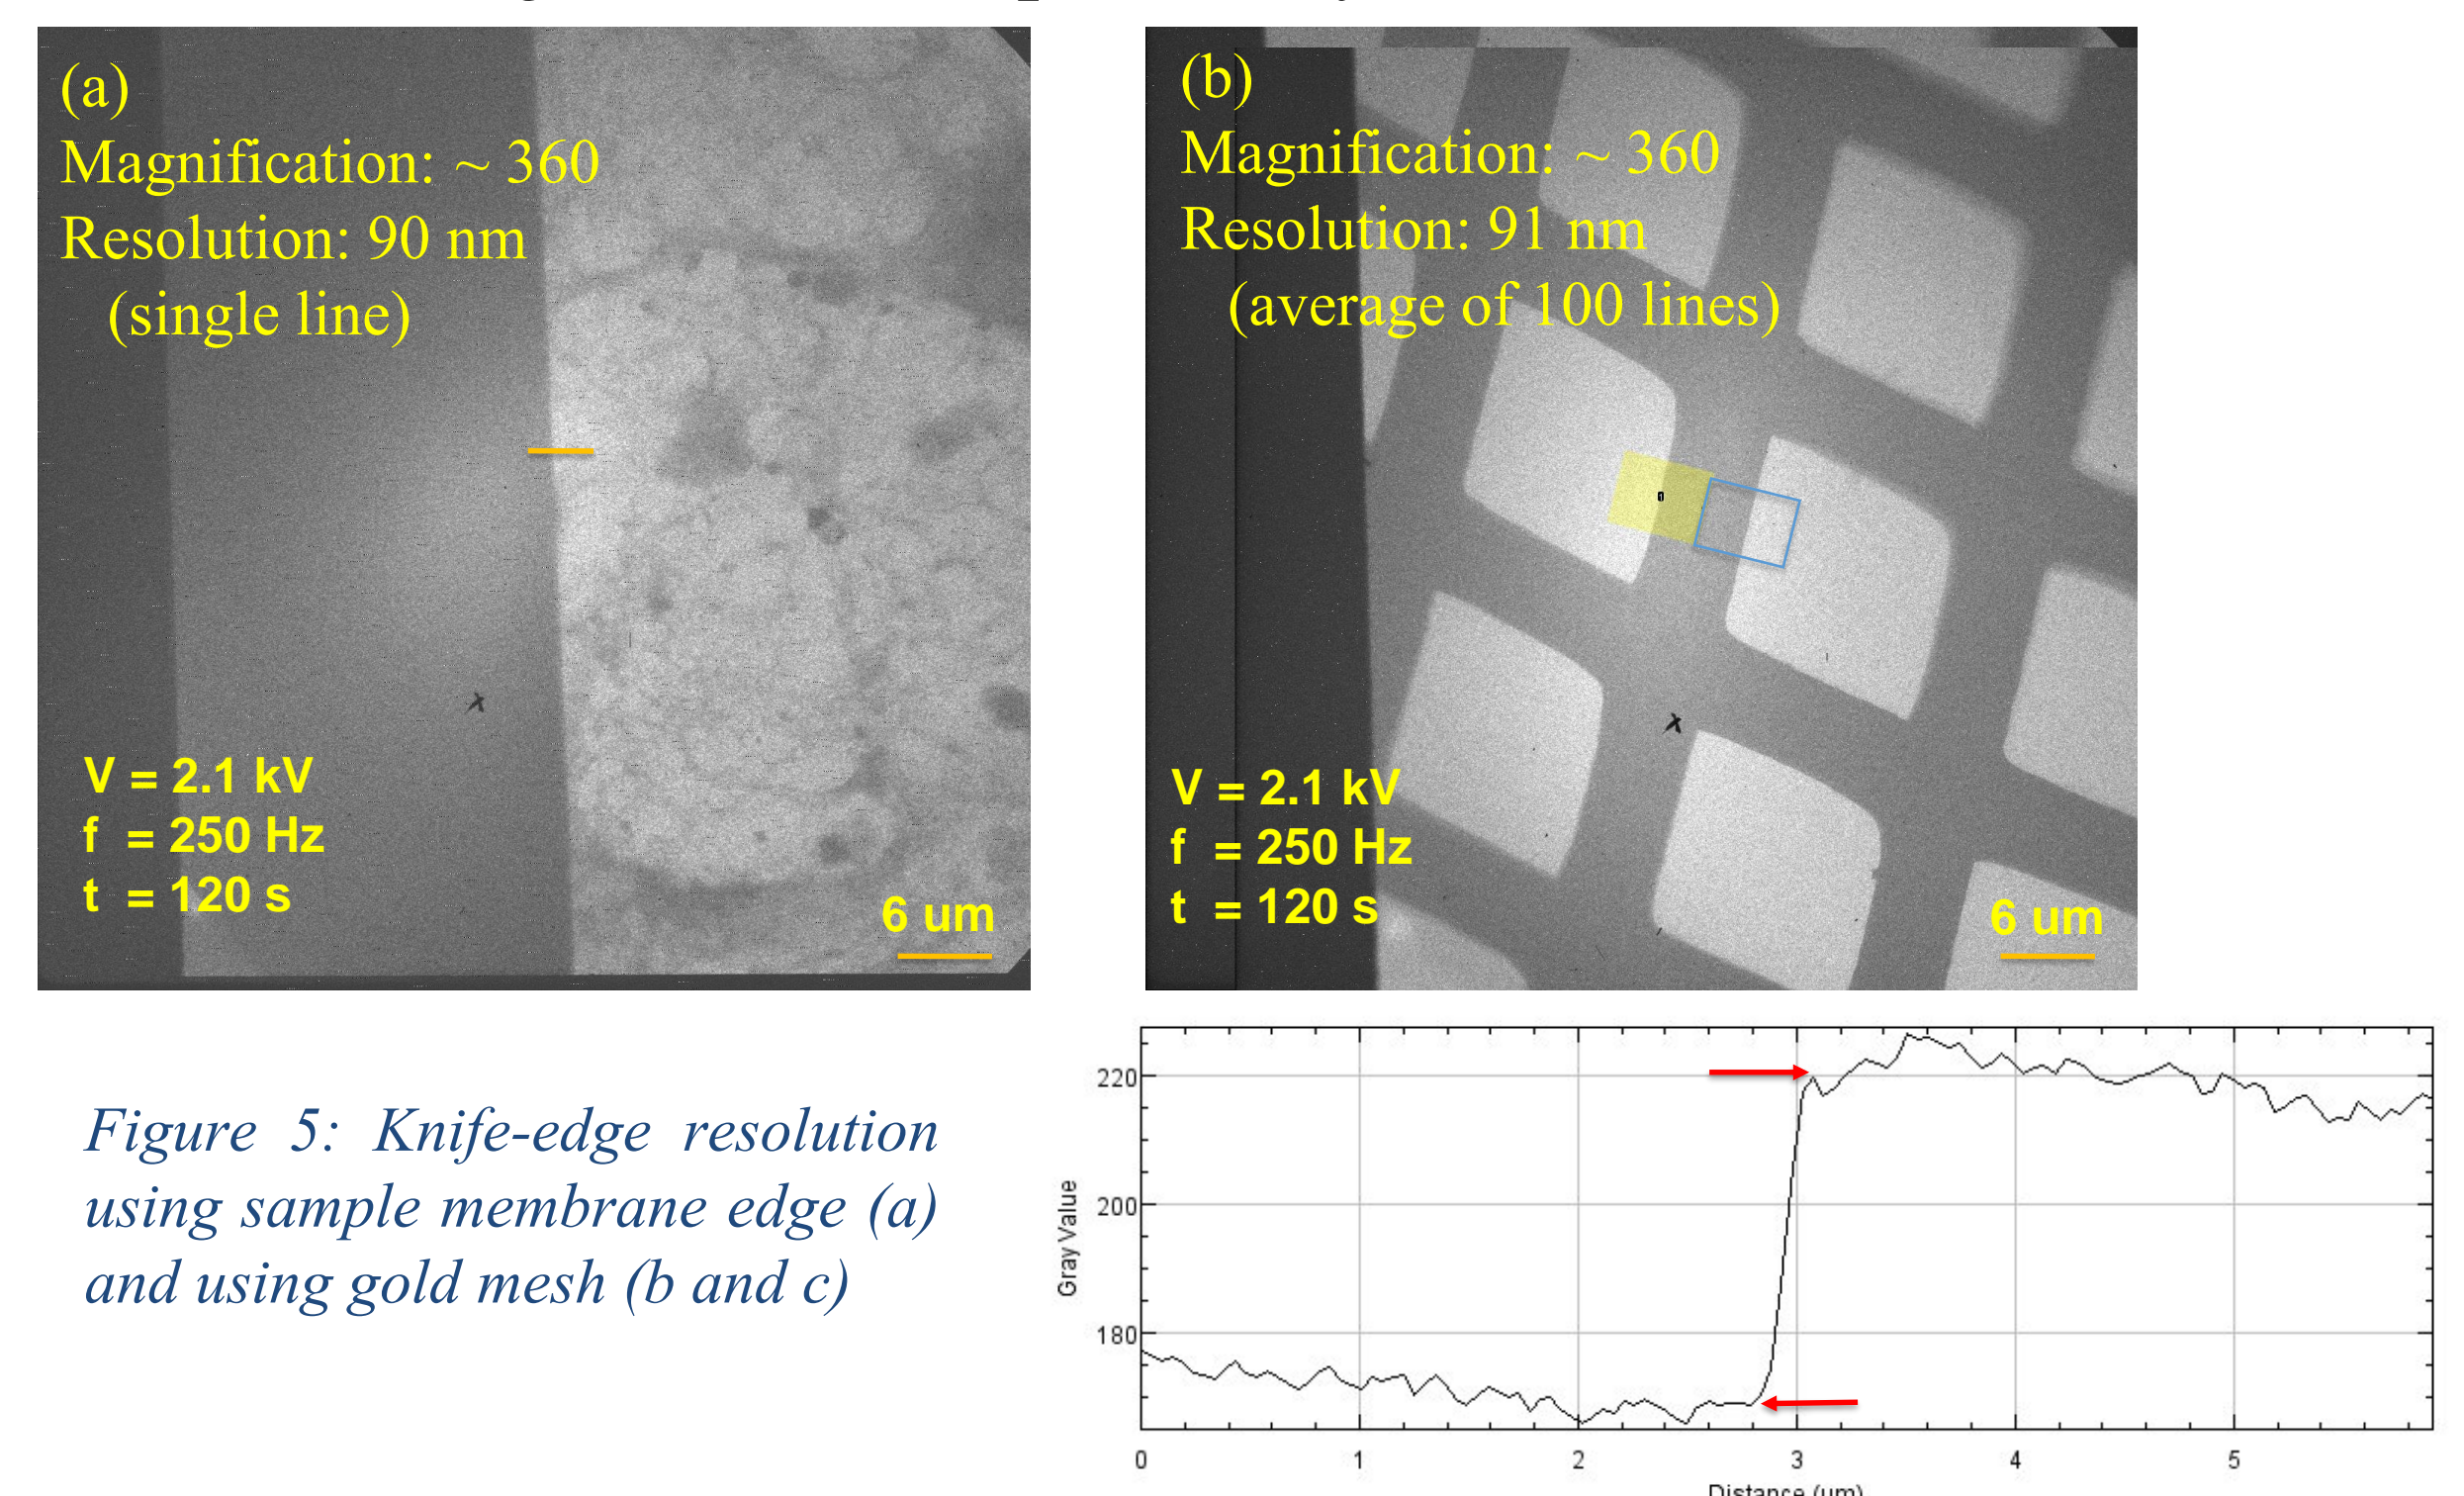 (a)
Magnification: ~ 360
Resolution: 90 nm
(single line)
V = 2.1 kV
f = 250 Hz
t = 120 s
6 um
(b)
Magnification: ~ 360
Resolution: 91 nm
(average of 100 lines)
1
V = 2.1 kV
f = 250 Hz
t = 120 s
6 um
Figure 5: Knife-edge resolution
using sample membrane edge (a)
and using gold mesh (b and c)
Gray Value
220
200
180
0 1 2 3 4 5
Distance (um)